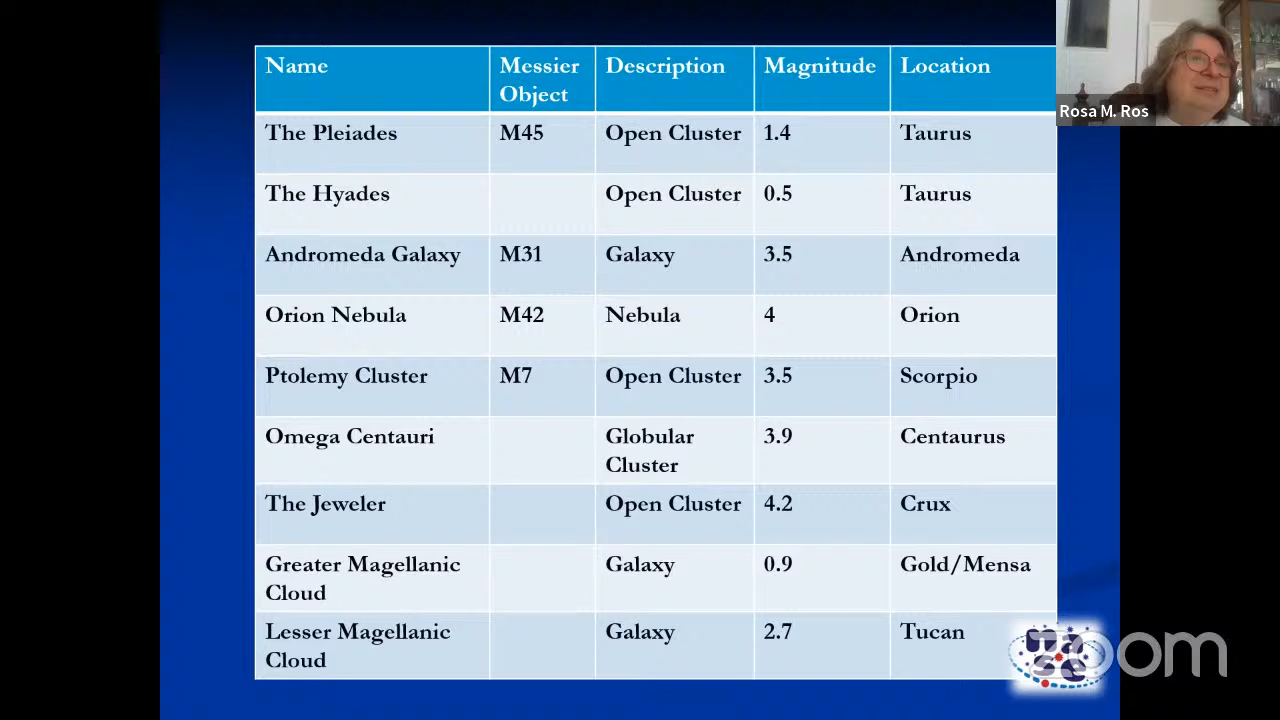 Name Messier Description Magnitude Location
Object
Rosa M. Ros
The Pleiades M45 Open Cluster 1.4 Taurus
The Hyades Open Cluster 0.5 Taurus
Andromeda Galaxy M31 Galaxy 3.5 Andromeda
Orion Nebula M42 Nebula 4 Orion
Ptolemy Cluster M7 Open Cluster 3.5 Scorpio
Omega Centauri Globular 3.9 Centaurus
Cluster
The Jeweler Open Cluster 4.2 Crux
Greater Magellanic Galaxy 0.9 Gold/Mensa
Cloud
Lesser Magellanic Galaxy 2.7 Tucan
Cloud
zoom